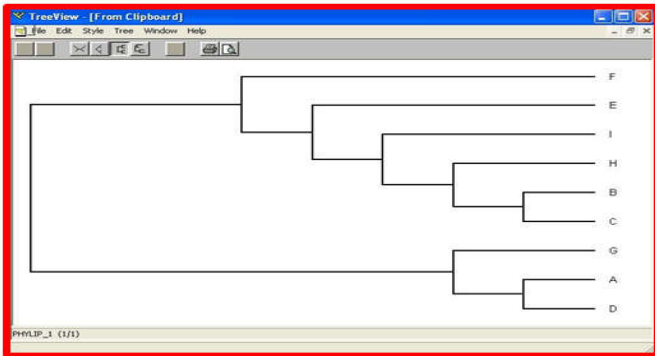 TreeView - [From Clipboard]
File Edit Style Tree Window Help
F
E
I
H
B
C
G
A
D
PHYLIP_1 (1/1)